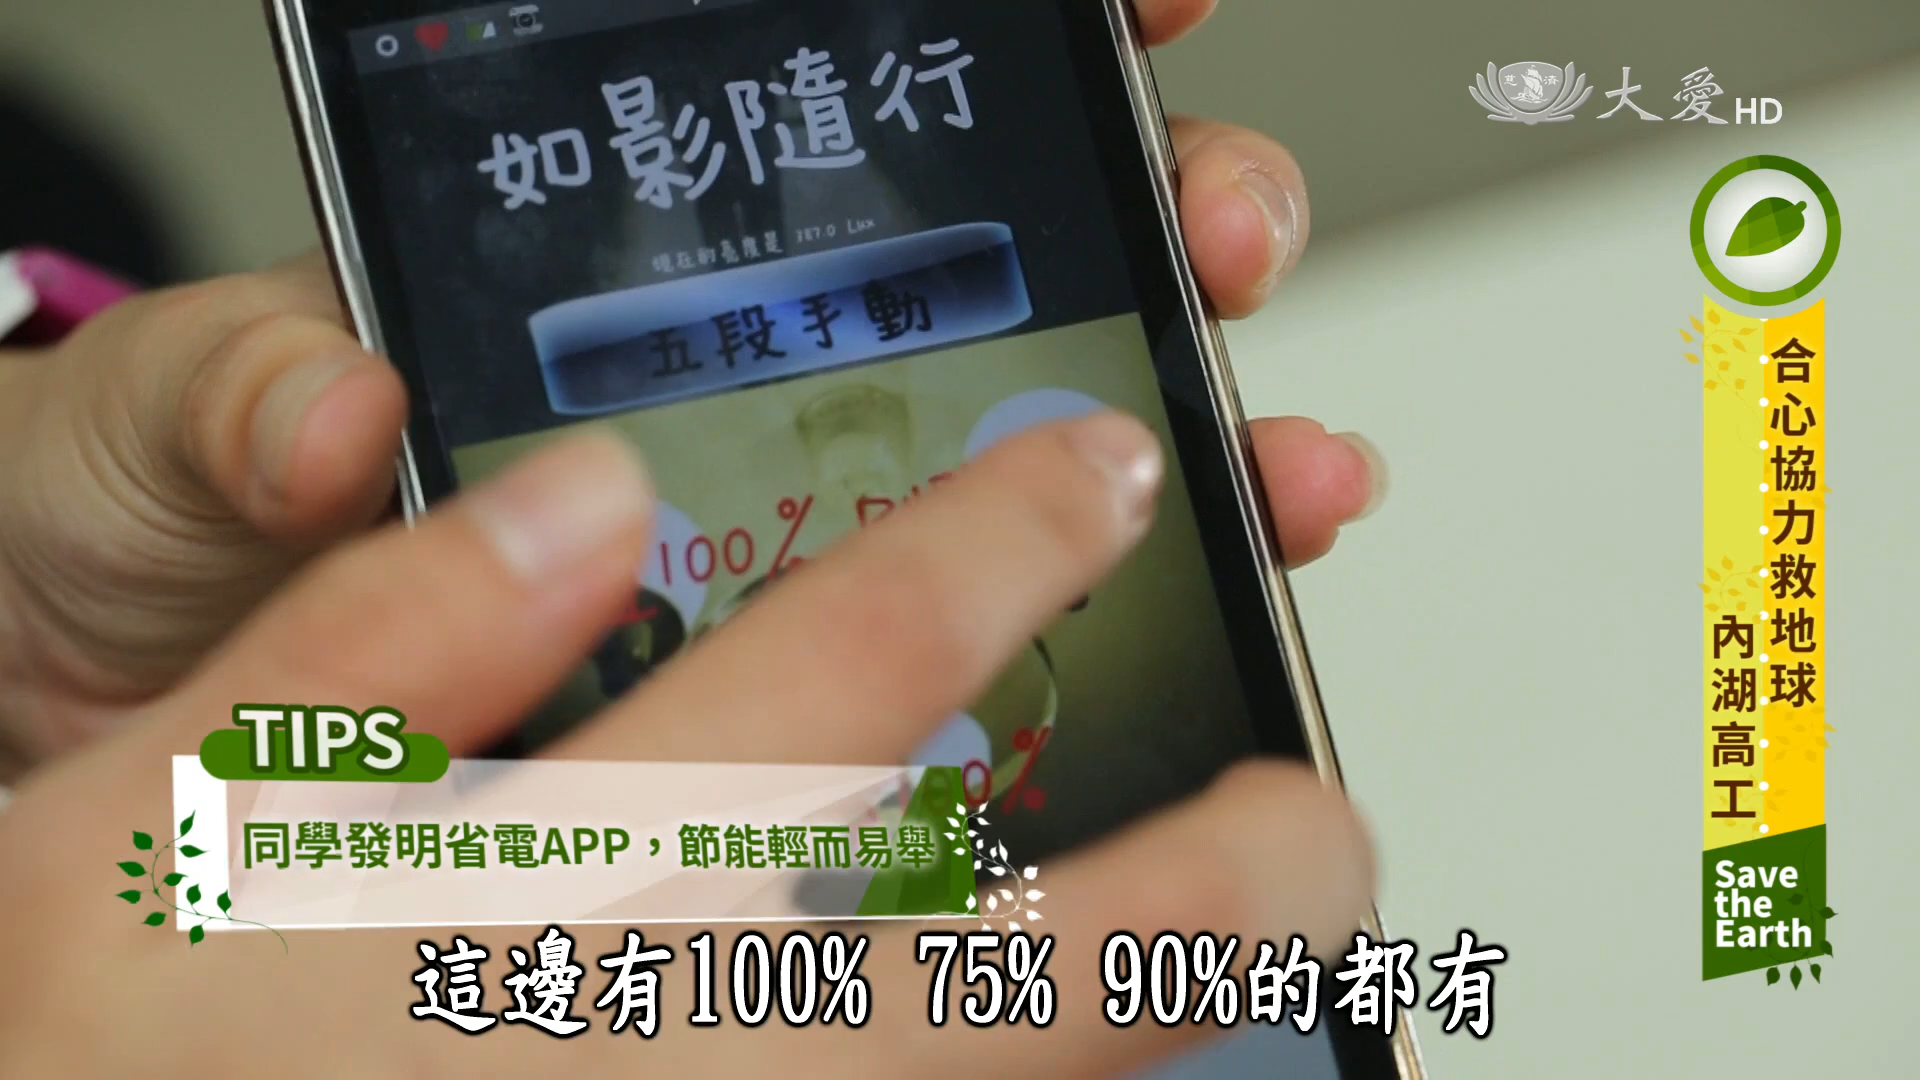 如影隨行
現在的亮度是 387.0 Lux
五段手動
100%
100%
慈濟
大愛HD
合心協力救地球
內湖高工
Save
the
Earth
TIPS
同學發明省電APP，節能輕而易舉
這邊有100% 75% 90%的都有